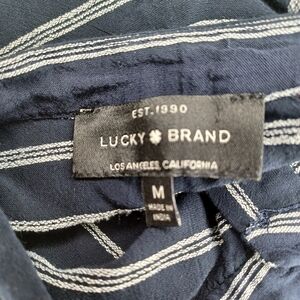 EST. 1990
LUCKY BRAND
LOS ANGELES, CALIFORNIA
M
MADE IN
INDIA